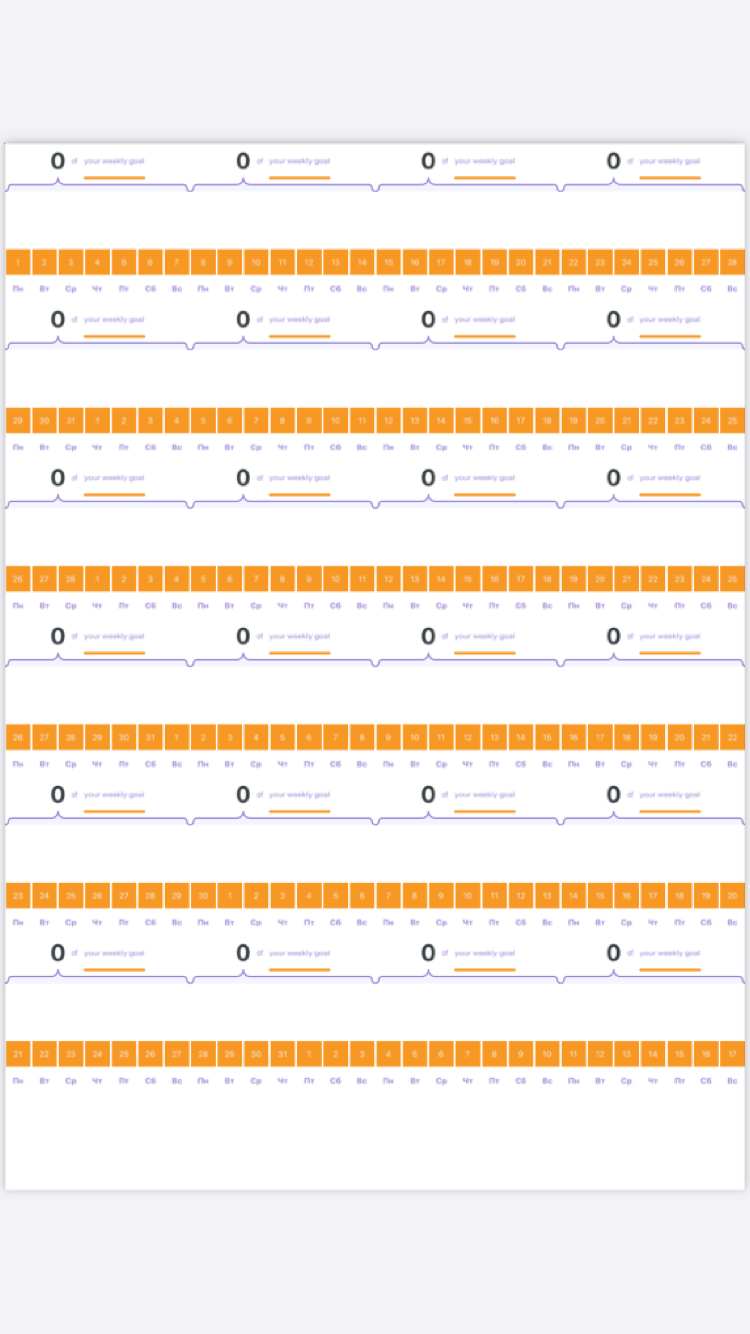 0 of your weekly goal 0 of your weekly goal 0 of your weekly goal 0 of your weekly goal
1 2 3 4 5 6 7 8 9 10 11 12 13 14 15 16 17 18 19 20 21 22 23 24 25 26 27 28
Пн Вт Ср Чт Пт Сб Вс Пн Вт Ср Чт Пт Сб Вс Пн Вт Ср Чт Пт Сб Вс Пн Вт Ср Чт Пт Сб Вс
0 of your weekly goal 0 of your weekly goal 0 of your weekly goal 0 of your weekly goal
29 30 31 1 2 3 4 5 6 7 8 9 10 11 12 13 14 15 16 17 18 19 20 21 22 23 24 25
Пн Вт Ср Чт Пт Сб Вс Пн Вт Ср Чт Пт Сб Вс Пн Вт Ср Чт Пт Сб Вс Пн Вт Ср Чт Пт Сб Вс
0 of your weekly goal 0 of your weekly goal 0 of your weekly goal 0 of your weekly goal
26 27 28 1 2 3 4 5 6 7 8 9 10 11 12 13 14 15 16 17 18 19 20 21 22 23 24 25
Пн Вт Ср Чт Пт Сб Вс Пн Вт Ср Чт Пт Сб Вс Пн Вт Ср Чт Пт Сб Вс Пн Вт Ср Чт Пт Сб Вс
0 of your weekly goal 0 of your weekly goal 0 of your weekly goal 0 of your weekly goal
26 27 28 29 30 31 1 2 3 4 5 6 7 8 9 10 11 12 13 14 15 16 17 18 19 20 21 22
Пн Вт Ср Чт Пт Сб Вс Пн Вт Ср Чт Пт Сб Вс Пн Вт Ср Чт Пт Сб Вс Пн Вт Ср Чт Пт Сб Вс
0 of your weekly goal 0 of your weekly goal 0 of your weekly goal 0 of your weekly goal
23 24 25 26 27 28 29 30 1 2 3 4 5 6 7 8 9 10 11 12 13 14 15 16 17 18 19 20
Пн Вт Ср Чт Пт Сб Вс Пн Вт Ср Чт Пт Сб Вс Пн Вт Ср Чт Пт Сб Вс Пн Вт Ср Чт Пт Сб Вс
0 of your weekly goal 0 of your weekly goal 0 of your weekly goal 0 of your weekly goal
21 22 23 24 25 26 27 28 29 30 31 1 2 3 4 5 6 7 8 9 10 11 12 13 14 15 16 17
Пн Вт Ср Чт Пт Сб Вс Пн Вт Ср Чт Пт Сб Вс Пн Вт Ср Чт Пт Сб Вс Пн Вт Ср Чт Пт Сб Вс